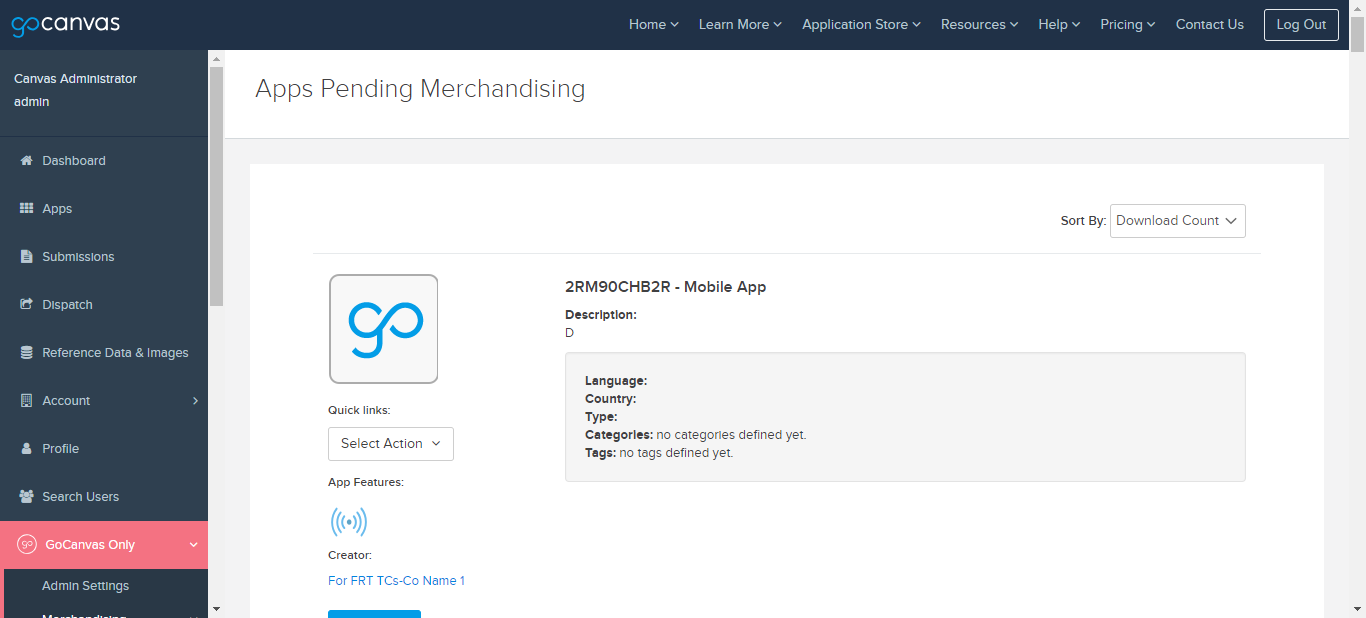 gocanvas
Home
Learn More
Application Store
Resources
Help
Pricing
Contact Us
Log Out
Canvas Administrator
admin
Dashboard
Apps
Submissions
Dispatch
Reference Data & Images
Account
Profile
Search Users
GoCanvas Only
Admin Settings
Merchandising
Apps Pending Merchandising
Sort By: Download Count
go
2RM90CHB2R - Mobile App
Description:
D
Language:
Country:
Type:
Categories: no categories defined yet.
Tags: no tags defined yet.
Quick links:
Select Action
App Features:
Creator:
For FRT TCs-Co Name 1